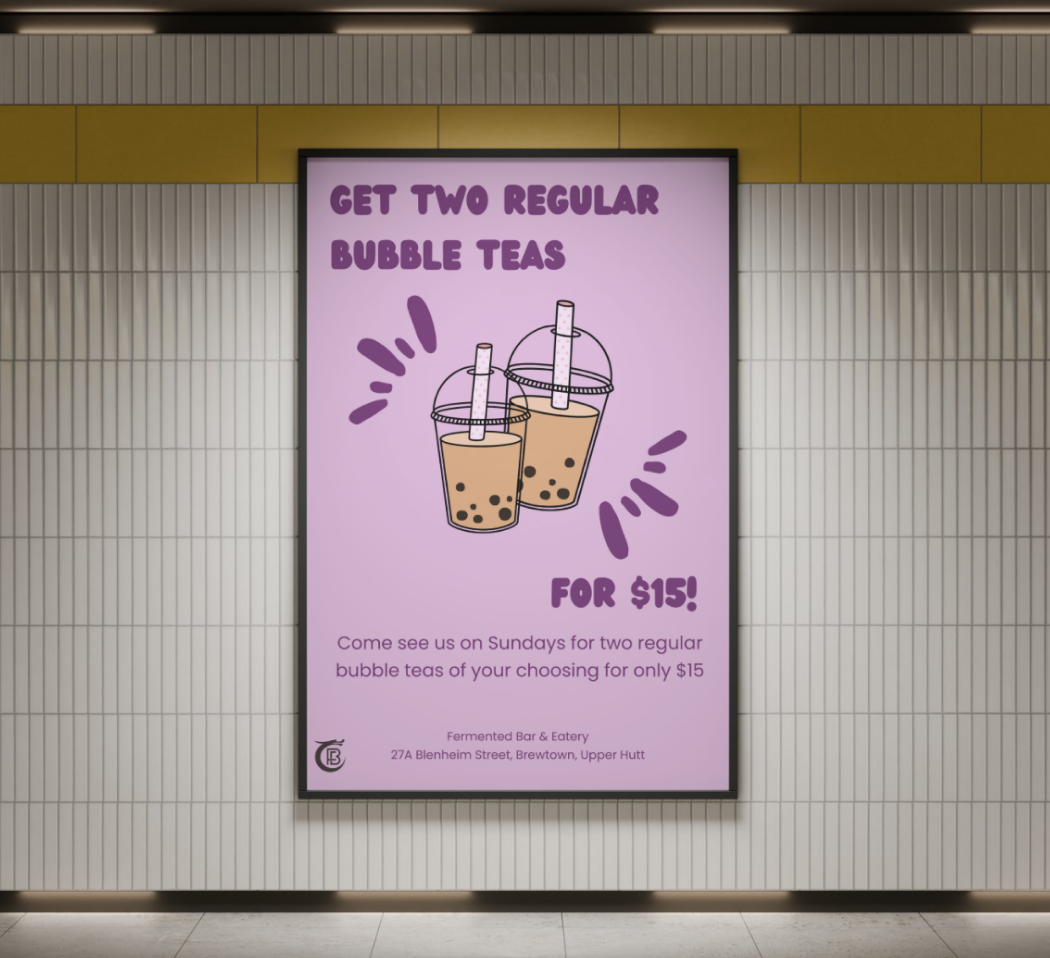 GET TWO REGULAR
BUBBLE TEAS
FOR $15!
Come see us on Sundays for two regular
bubble teas of your choosing for only $15
Fermented Bar & Eatery
27A Blenheim Street, Brewtown, Upper Hutt